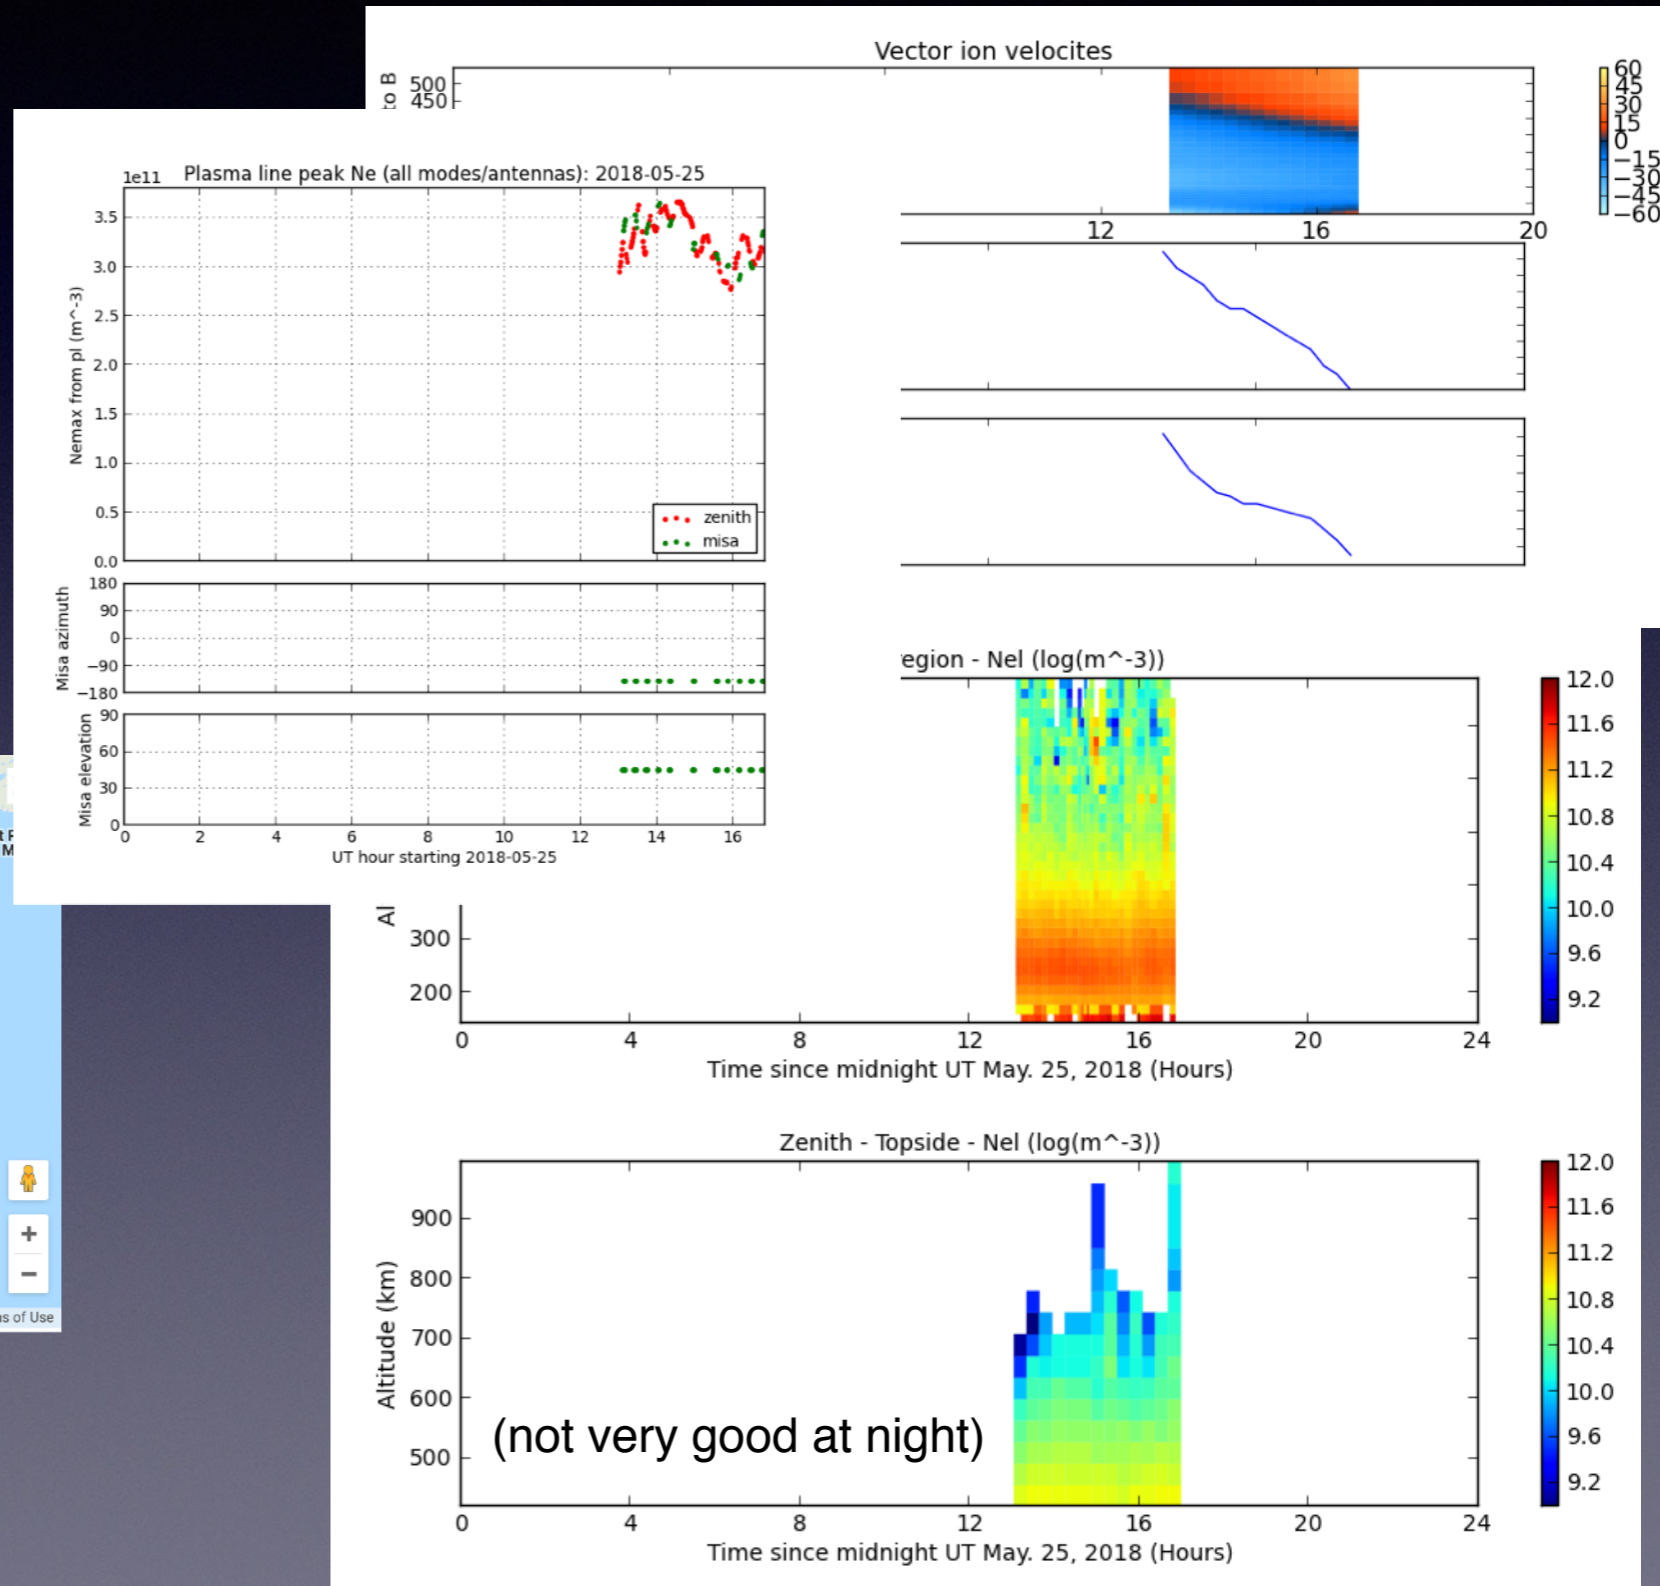 Vector ion velocites
to B
500
450
60
45
30
15
0
−15
−30
−45
−60
12 16 20
1e11
Plasma line peak Ne (all modes/antennas): 2018-05-25
Nemax from pl (m^-3)
3.5
3.0
2.5
2.0
1.5
1.0
0.5
0.0
zenith
misa
Misa azimuth
180
90
0
−90
−180
Misa elevation
90
60
30
0
0 2 4 6 8 10 12 14 16
UT hour starting 2018-05-25
region - Nel (log(m^-3))
300
200
0 4 8 12 16 20 24
Time since midnight UT May. 25, 2018 (Hours)
12.0
11.6
11.2
10.8
10.4
10.0
9.6
9.2
Zenith - Topside - Nel (log(m^-3))
Altitude (km)
900
800
700
600
500
(not very good at night)
0 4 8 12 16 20 24
Time since midnight UT May. 25, 2018 (Hours)
12.0
11.6
11.2
10.8
10.4
10.0
9.6
9.2
+
−
s of Use